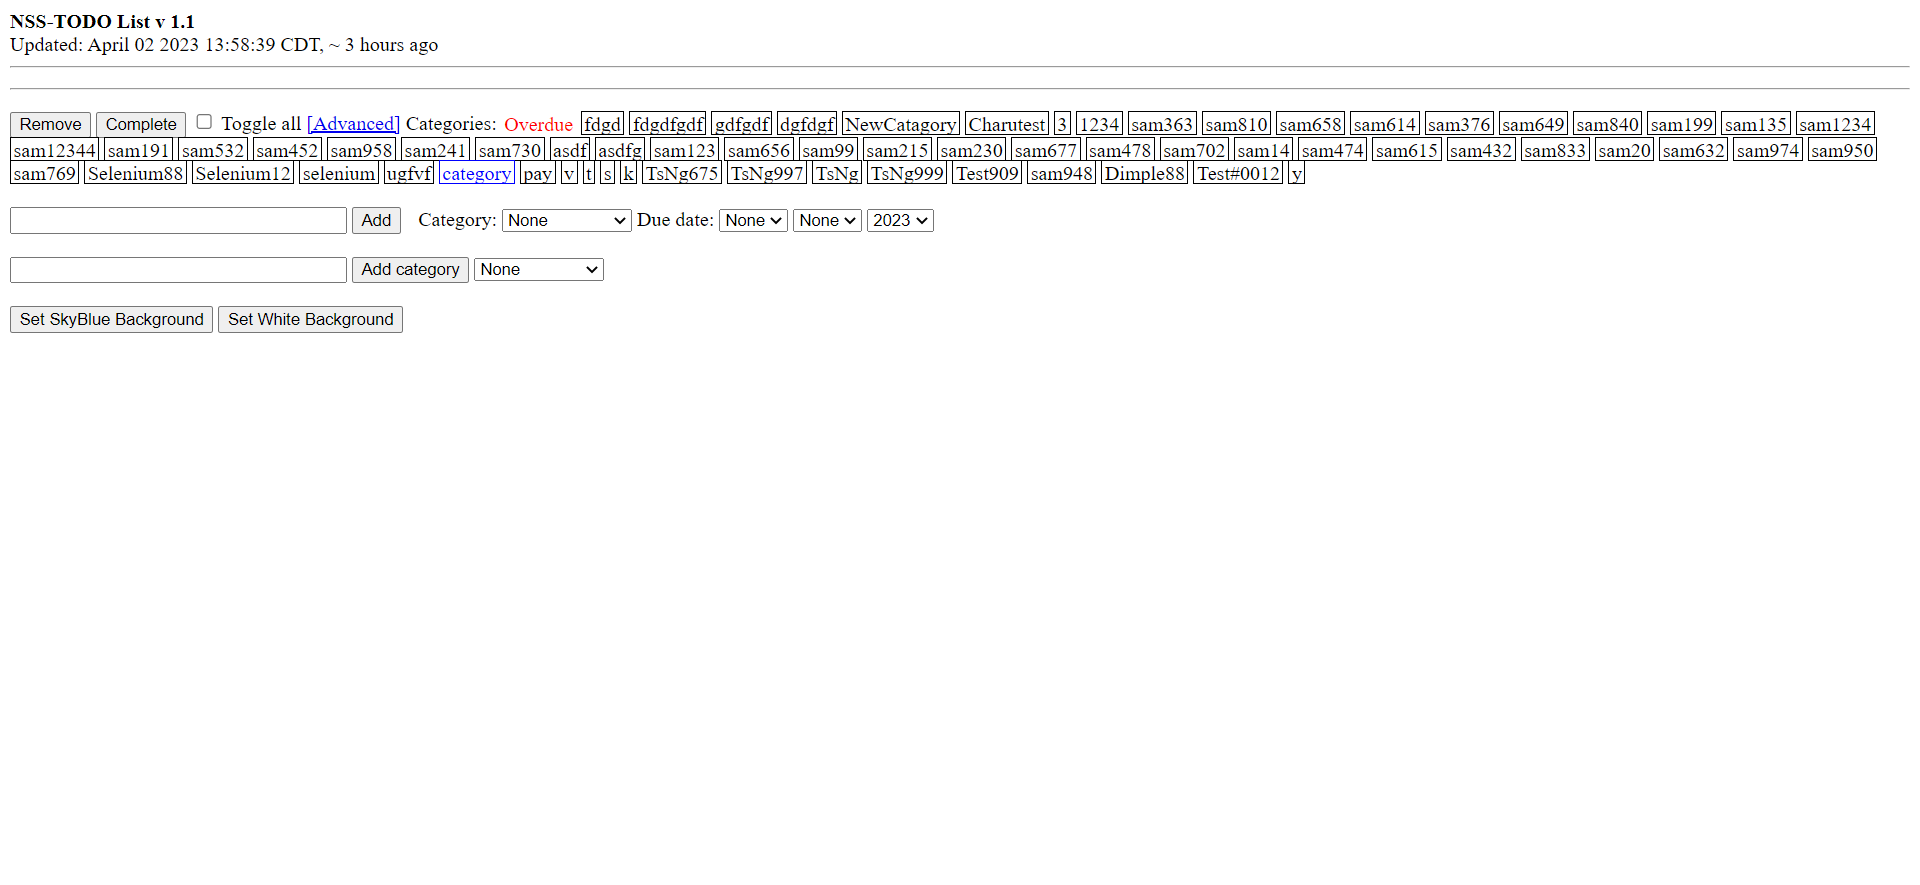 NSS-TODO List v 1.1
Updated: April 02 2023 13:58:39 CDT, ~ 3 hours ago
Remove Complete Toggle all [Advanced] Categories: Overdue fdgd fdgdfgdf gdfgdf dgfdgf NewCatagory Charutest 3 1234 sam363 sam810 sam658 sam614 sam376 sam649 sam840 sam199 sam135 sam1234
sam12344 sam191 sam532 sam452 sam958 sam241 sam730 asdf asdfg sam123 sam656 sam99 sam215 sam230 sam677 sam478 sam702 sam14 sam474 sam615 sam432 sam833 sam20 sam632 sam974 sam950
sam769 Selenium88 Selenium12 selenium ugfvf category pay v t s k TsNg675 TsNg997 TsNg TsNg999 Test909 sam948 Dimple88 Test#0012 y
Add Category: None Due date: None None 2023
Add category None
Set SkyBlue Background Set White Background